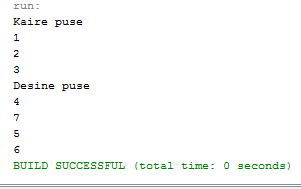 run:
Kaire puse
1
2
3
Desine puse
4
7
5
6
BUILD SUCCESSFUL (total time: 0 seconds)